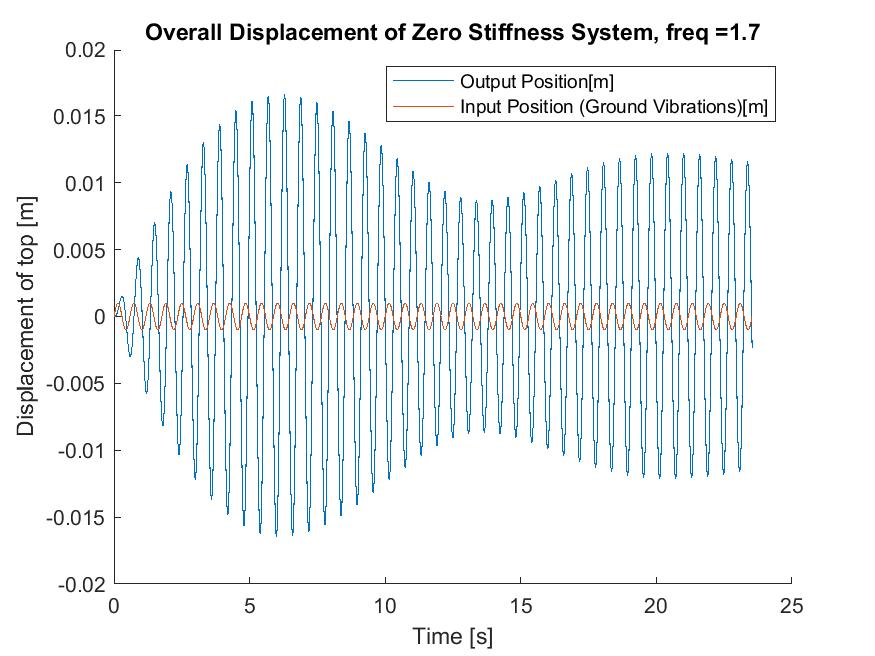 Overall Displacement of Zero Stiffness System, freq =1.7
Output Position[m]
Input Position (Ground Vibrations)[m]
Displacement of top [m]
0.02
0.015
0.01
0.005
0
-0.005
-0.01
-0.015
-0.02
0 5 10 15 20 25
Time [s]